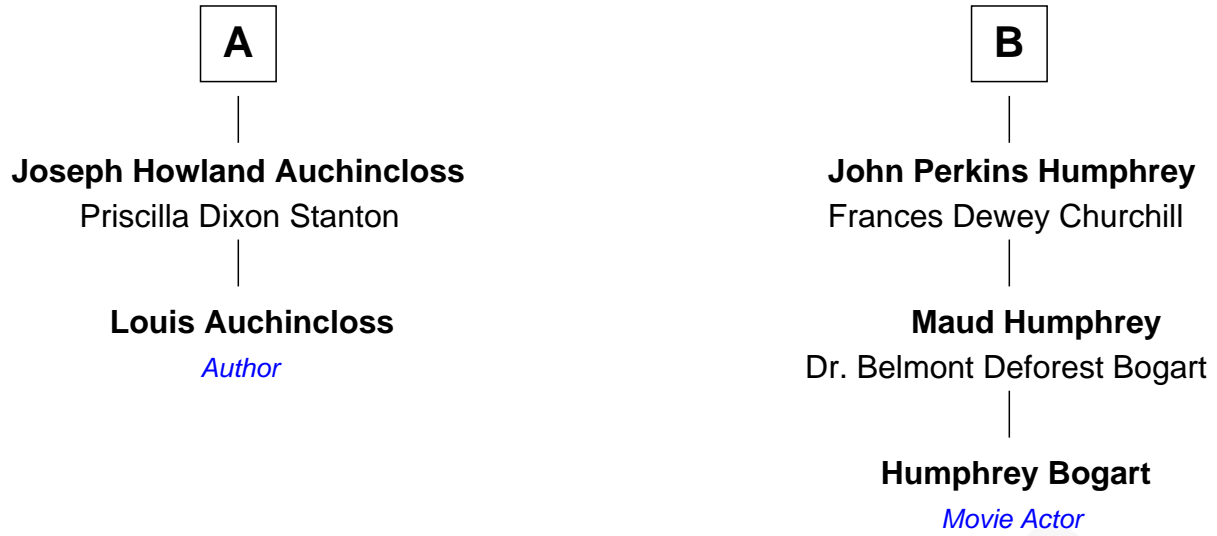 A
Joseph Howland Auchincloss
Priscilla Dixon Stanton
Louis Auchincloss
Author
B
John Perkins Humphrey
Frances Dewey Churchill
Maud Humphrey
Dr. Belmont Deforest Bogart
Humphrey Bogart
Movie Actor